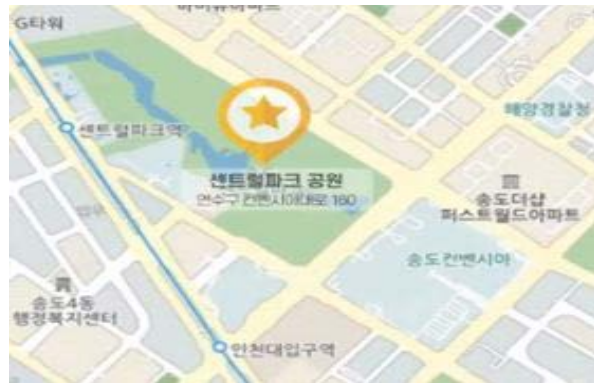 G타워
센트럴파크역
해양경찰청
센트럴파크 공원
연수구 컨벤시아대로 160
송도더샵
퍼스트월드아파트
송도컨벤시아
송도4동
행정복지센터
인천대입구역